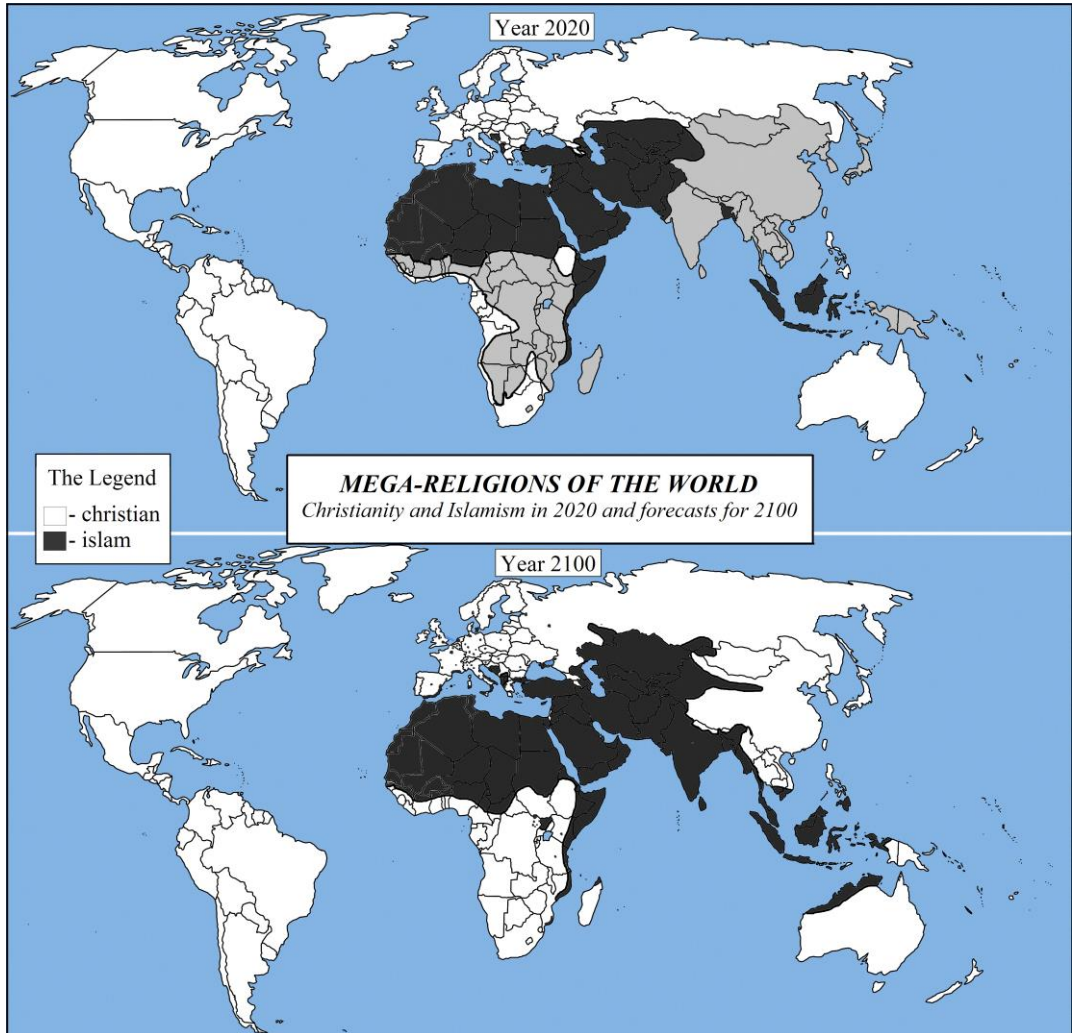 Year 2020
The Legend
- christian
- islam
MEGA-RELIGIONS OF THE WORLD
Christianity and Islamism in 2020 and forecasts for 2100
Year 2100